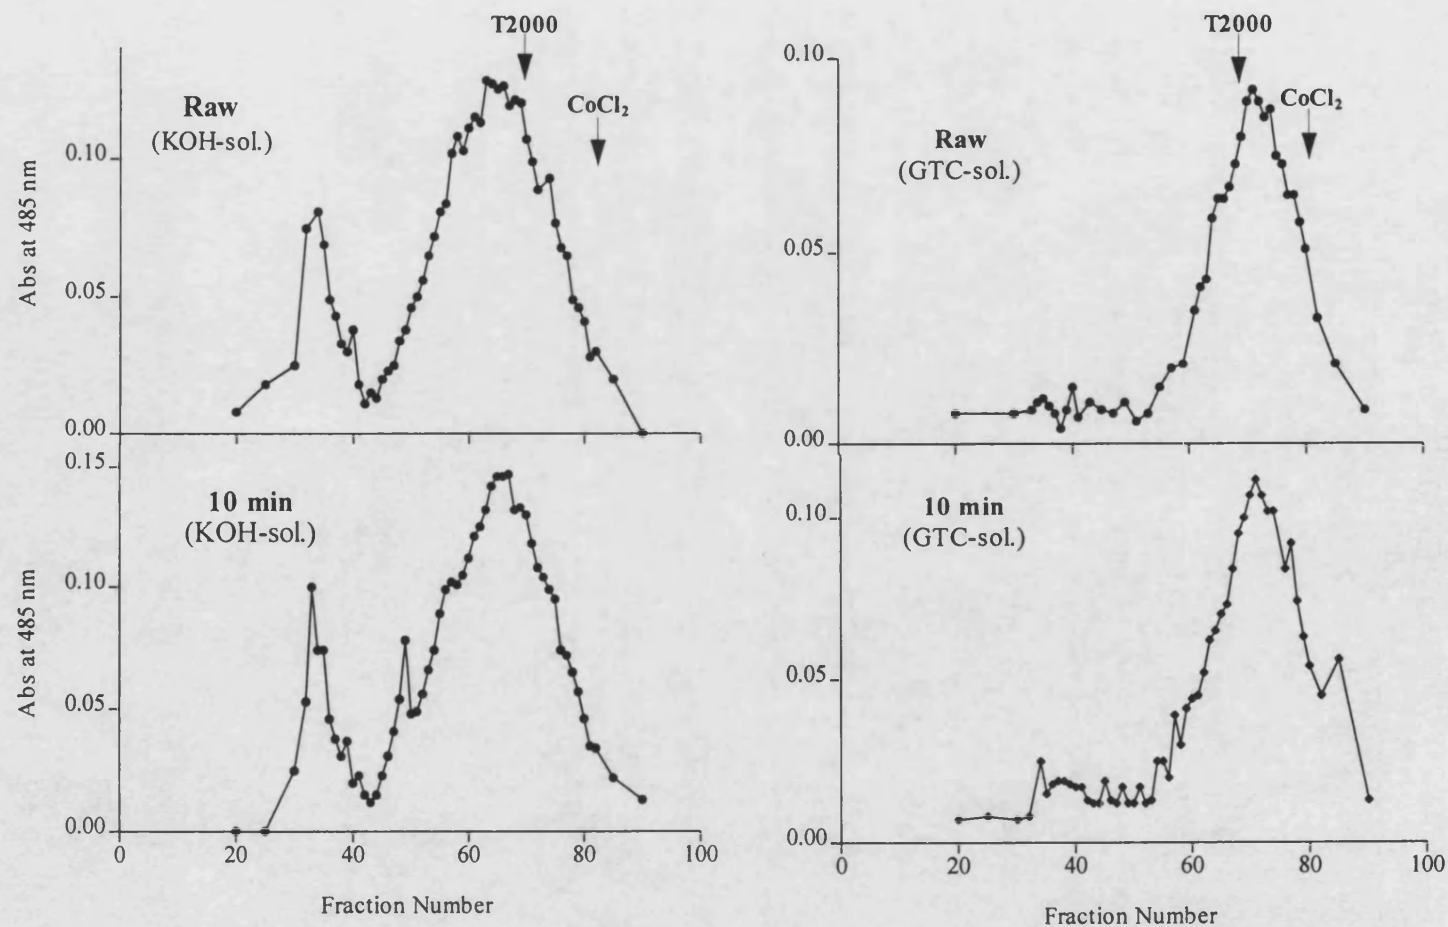 T2000
CoCl₂
Raw
(KOH-sol.)
Abs at 485 nm
0.10
0.05
0.00
T2000
CoCl₂
Raw
(GTC-sol.)
0.10
0.05
0.00
10 min
(KOH-sol.)
Abs at 485 nm
0.15
0.10
0.05
0.00
0 20 40 60 80 100
Fraction Number
10 min
(GTC-sol.)
0.10
0.05
0.00
0 20 40 60 80 100
Fraction Number